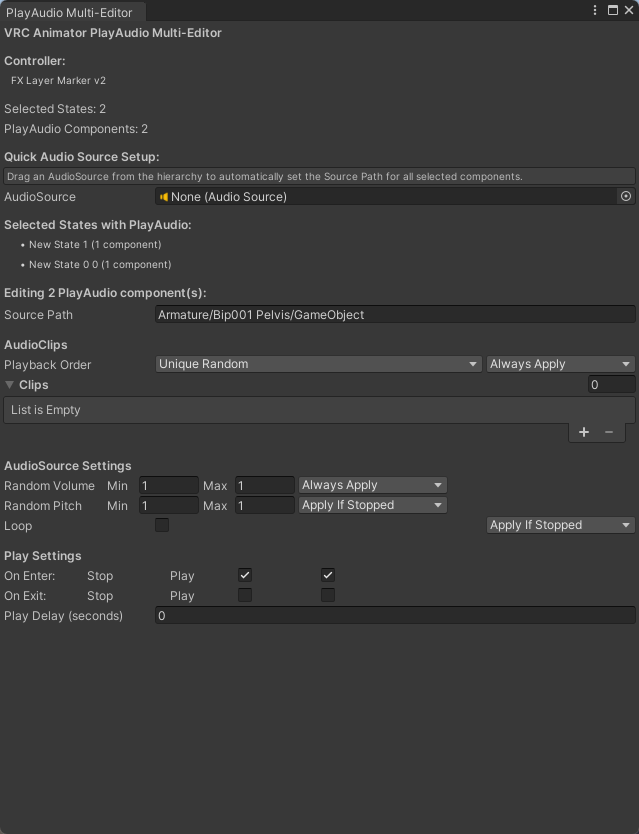 PlayAudio Multi-Editor
VRC Animator PlayAudio Multi-Editor
Controller:
FX Layer Marker v2
Selected States: 2
PlayAudio Components: 2
Quick Audio Source Setup:
Drag an AudioSource from the hierarchy to automatically set the Source Path for all selected components.
AudioSource None (Audio Source)
Selected States with PlayAudio:
• New State 1 (1 component)
• New State 0 0 (1 component)
Editing 2 PlayAudio component(s):
Source Path Armature/Bip001 Pelvis/GameObject
AudioClips
Playback Order Unique Random Always Apply
Clips 0
List is Empty
AudioSource Settings
Random Volume Min 1 Max 1 Always Apply
Random Pitch Min 1 Max 1 Apply If Stopped
Loop Apply If Stopped
Play Settings
On Enter: Stop Play
On Exit: Stop Play
Play Delay (seconds) 0